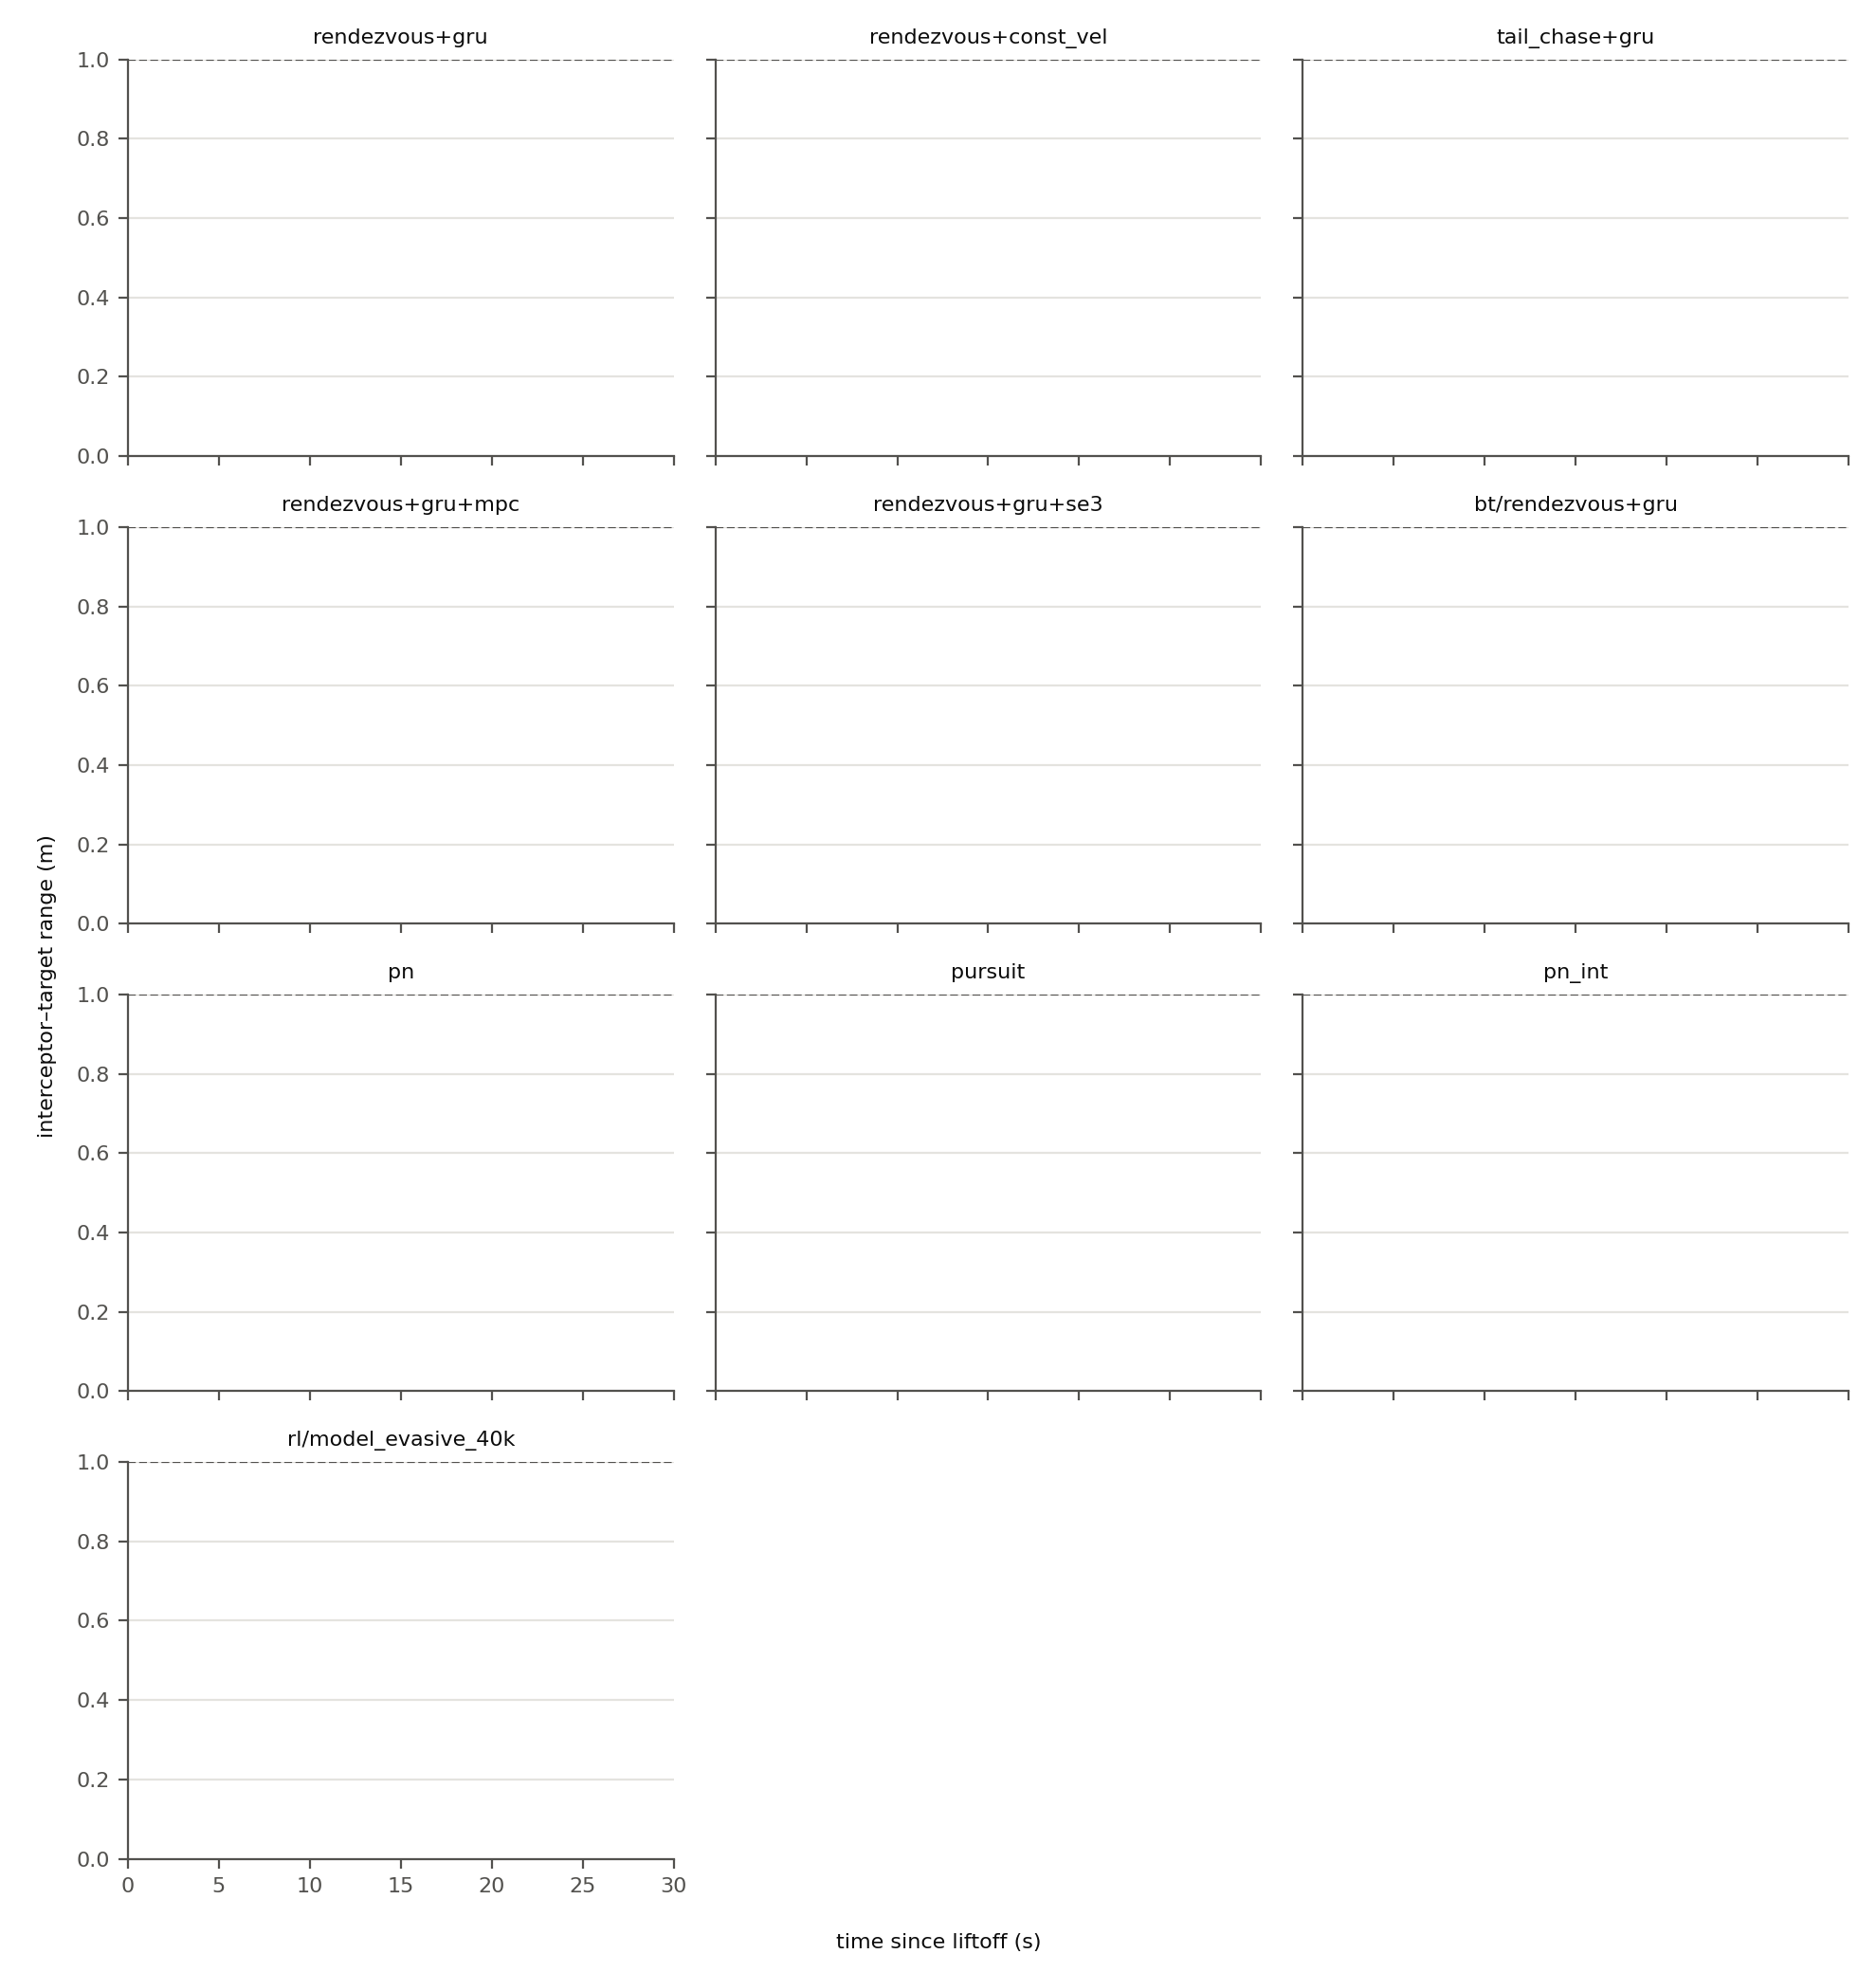 rendezvous+gru
rendezvous+const_vel
tail_chase+gru
1.0
0.8
0.6
0.4
0.2
0.0
rendezvous+gru+mpc
rendezvous+gru+se3
bt/rendezvous+gru
1.0
0.8
0.6
0.4
0.2
0.0
interceptor–target range (m)
pn
pursuit
pn_int
1.0
0.8
0.6
0.4
0.2
0.0
rl/model_evasive_40k
1.0
0.8
0.6
0.4
0.2
0.0
0 5 10 15 20 25 30
time since liftoff (s)